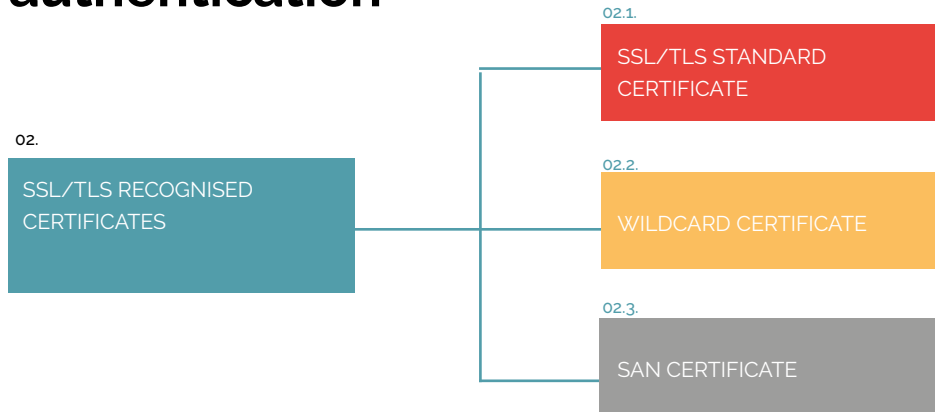 authentication
02.1.
SSL/TLS STANDARD
CERTIFICATE
02.
SSL/TLS RECOGNISED
CERTIFICATES
02.2.
WILDCARD CERTIFICATE
02.3.
SAN CERTIFICATE